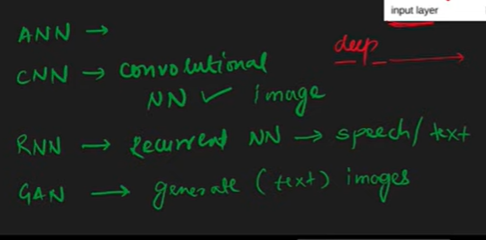 input layer
deep
ANN →
CNN → convolutional
NN ✓ image
RNN → Recurrent NN → speech/text
GAN → generate (text) images